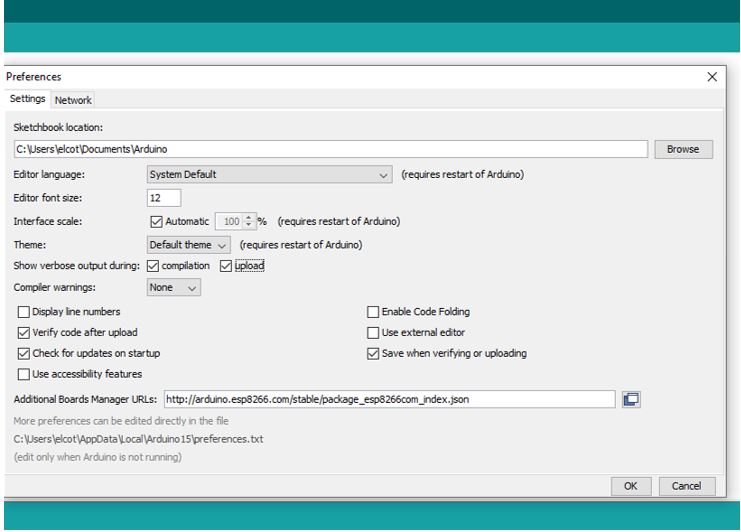 Preferences
Settings Network
Sketchbook location:
C:\Users\elcot\Documents\Arduino Browse
Editor language: System Default (requires restart of Arduino)
Editor font size: 12
Interface scale: Automatic 100 % (requires restart of Arduino)
Theme: Default theme (requires restart of Arduino)
Show verbose output during: compilation upload
Compiler warnings: None
Display line numbers Enable Code Folding
Verify code after upload Use external editor
Check for updates on startup Save when verifying or uploading
Use accessibility features
Additional Boards Manager URLs: http://arduino.esp8266.com/stable/package_esp8266com_index.json
More preferences can be edited directly in the file
C:\Users\elcot\AppData\Local\Arduino15\preferences.txt
(edit only when Arduino is not running)
OK Cancel